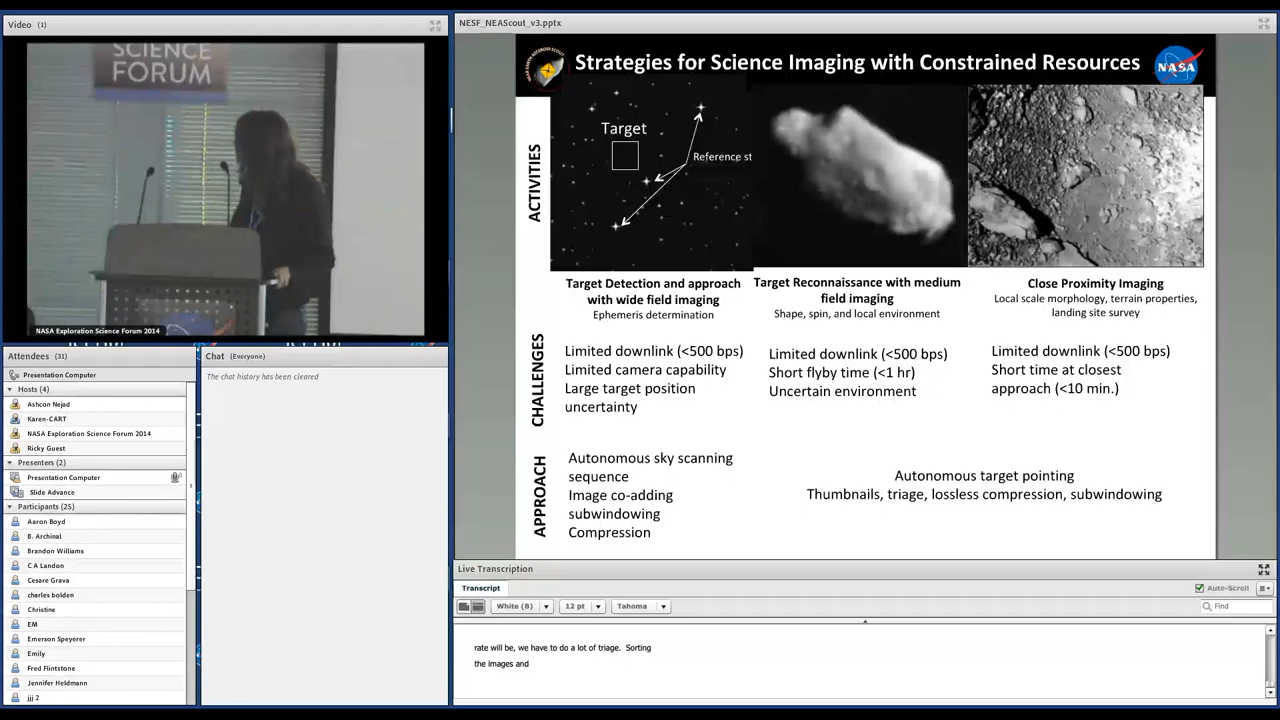 Video (1)
SCIENCE
FORUM
NASA Exploration Science Forum 2014
Attendees (31)
Presentation Computer
Hosts (4)
Ashcon Nejad
Karen-CART
NASA Exploration Science Forum 2014
Ricky Guest
Presenters (2)
Presentation Computer
Slide Advance
Participants (25)
Aaron Boyd
B. Archinal
Brandon Williams
C A Landon
Cesare Grava
charles bolden
Christine
EM
Emerson Speyerer
Emily
Fred Flintstone
Jennifer Heldmann
jjj 2
Chat (Everyone)
The chat history has been cleared
NESF_NEAScout_v3.pptx
Strategies for Science Imaging with Constrained Resources
NASA
ACTIVITIES
Target
Reference st
Target Detection and approach
with wide field imaging
Ephemeris determination
Target Reconnaissance with medium
field imaging
Shape, spin, and local environment
Close Proximity Imaging
Local scale morphology, terrain properties,
landing site survey
CHALLENGES
Limited downlink (<500 bps)
Limited camera capability
Large target position
uncertainty
Limited downlink (<500 bps)
Short flyby time (<1 hr)
Uncertain environment
Limited downlink (<500 bps)
Short time at closest
approach (<10 min.)
APPROACH
Autonomous sky scanning
sequence
Image co-adding
subwindowing
Compression
Autonomous target pointing
Thumbnails, triage, lossless compression, subwindowing
Live Transcription
Transcript
Auto-Scroll
White (B)
12 pt
Tahoma
Find
rate will be, we have to do a lot of triage.  Sorting
the images and